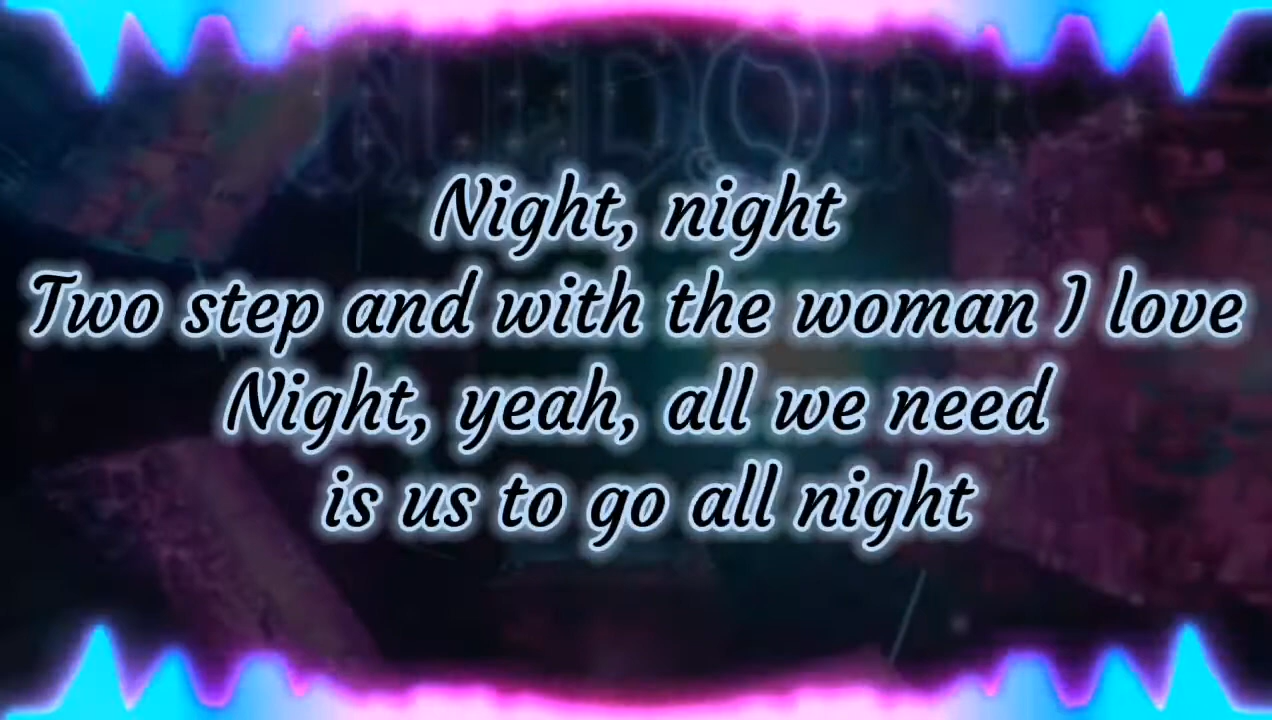 Night, night
Two step and with the woman I love
Night, yeah, all we need
is us to go all night